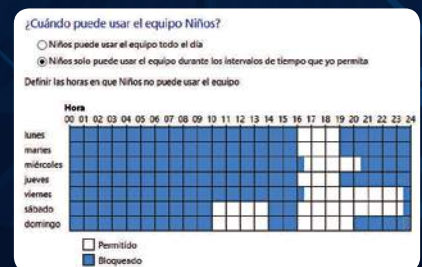 ¿Cuándo puede usar el equipo Niños?
Niños puede usar el equipo todo el día
Niños solo puede usar el equipo durante los intervalos de tiempo que yo permita
Definir las horas en que Niños no puede usar el equipo
Hora
00 01 02 03 04 05 06 07 08 09 10 11 12 13 14 15 16 17 18 19 20 21 22 23 24
lunes
martes
miércoles
jueves
viernes
sábado
domingo
Permitido
Bloqueado